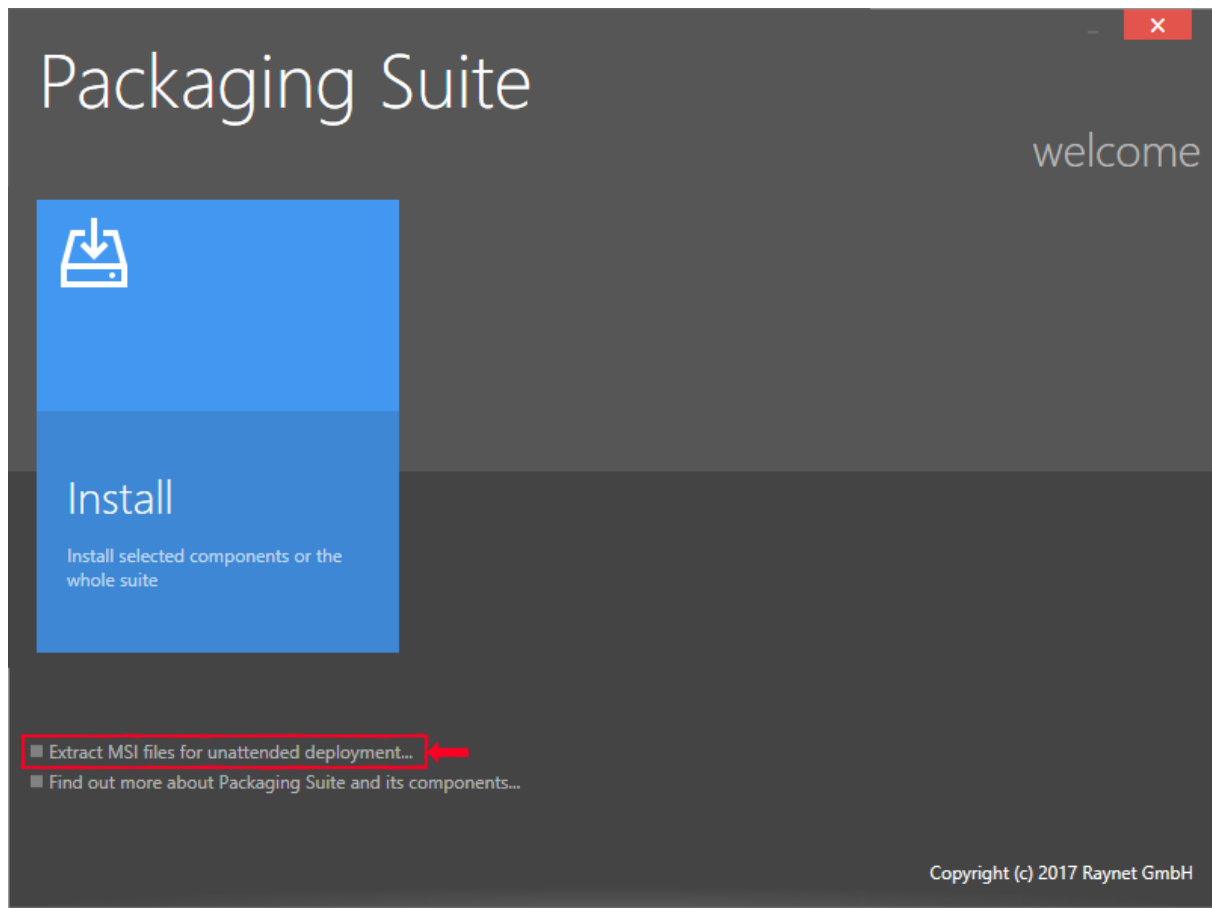 Packaging Suite
welcome
Install
Install selected components or the
whole suite
Extract MSI files for unattended deployment...
Find out more about Packaging Suite and its components...
Copyright (c) 2017 Raynet GmbH